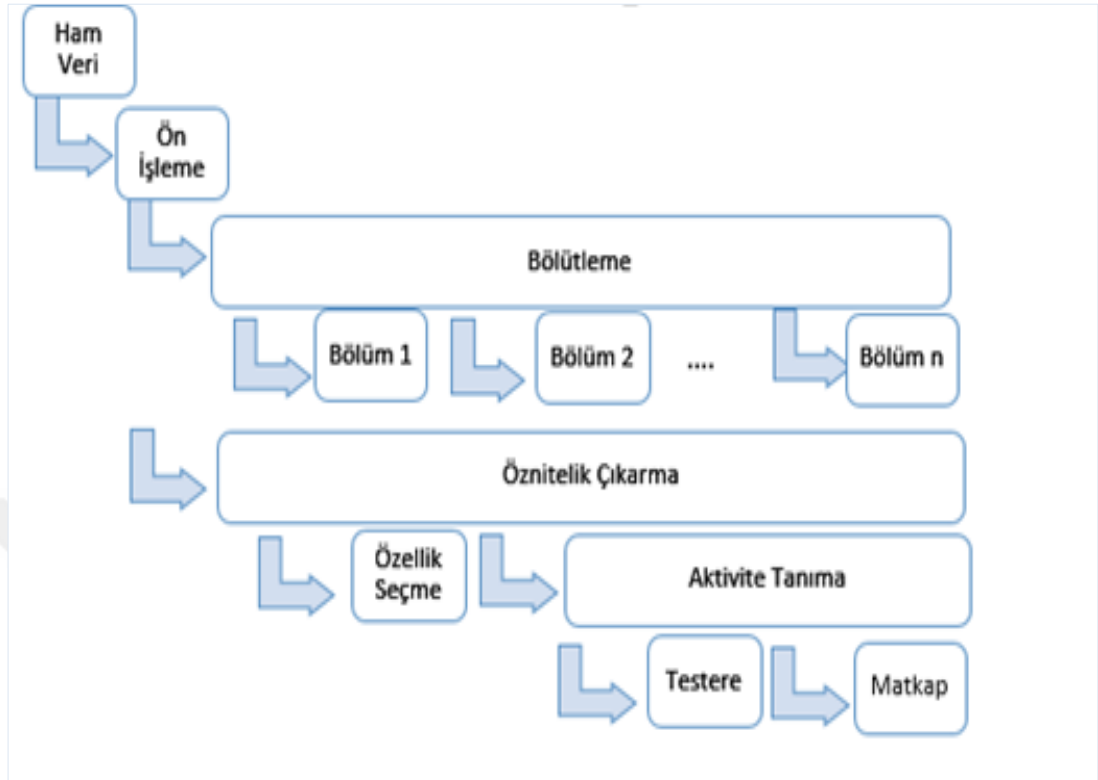 Ham
Veri
Ön
İşleme
Bölütleme
Bölüm 1
Bölüm 2
....
Bölüm n
Öznitelik Çıkarma
Özellik
Seçme
Aktivite Tanıma
Testere
Matkap